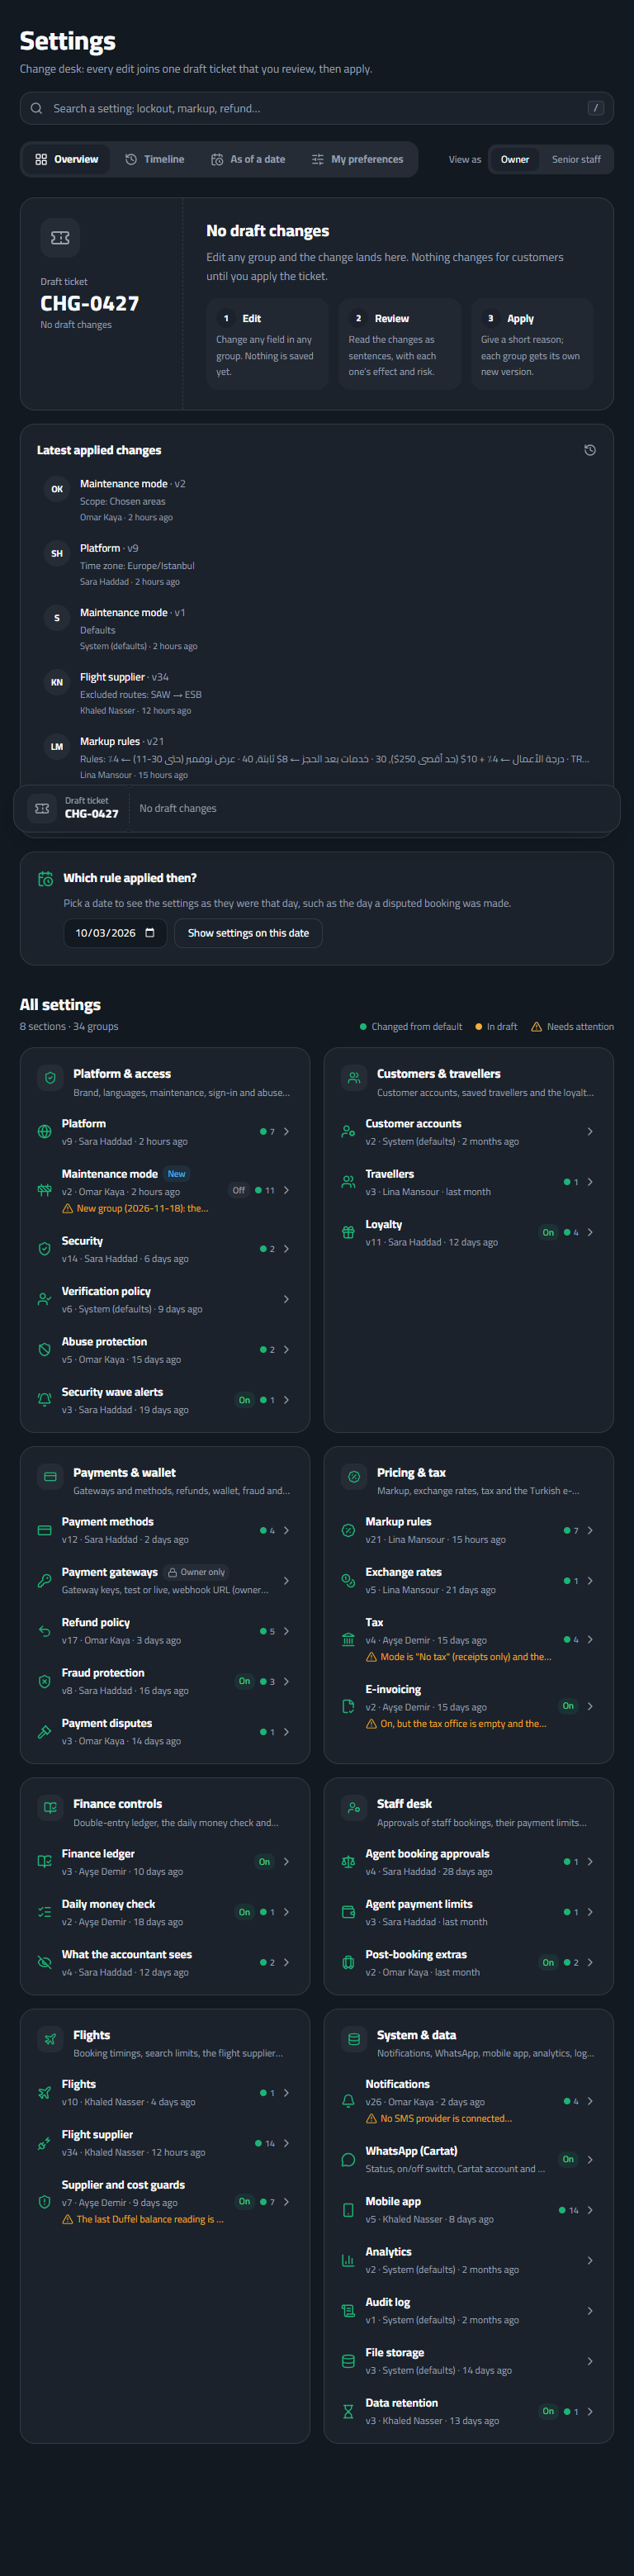 Settings
Change desk: every edit joins one draft ticket that you review, then apply.
Search a setting: lockout, markup, refund...
/
Overview
Timeline
As of a date
My preferences
View as
Owner
Senior staff
Draft ticket
CHG-0427
No draft changes
No draft changes
Edit any group and the change lands here. Nothing changes for customers
until you apply the ticket.
1 Edit
Change any field in any
group. Nothing is saved
yet.
2 Review
Read the changes as
sentences, with each
one's effect and risk.
3 Apply
Give a short reason;
each group gets its own
new version.
Latest applied changes
OK
Maintenance mode · v2
Scope: Chosen areas
Omar Kaya · 2 hours ago
SH
Platform · v9
Time zone: Europe/Istanbul
Sara Haddad · 2 hours ago
S
Maintenance mode · v1
Defaults
System (defaults) · 2 hours ago
KN
Flight supplier · v34
Excluded routes: SAW → ESB
Khaled Nasser · 12 hours ago
LM
Markup rules · v21
Rules: درجة الأعمال ← 4٪ + $10 (حد أقصى $250), 30 · خدمات بعد الحجز ← $8 ثابتة, 40 · عرض نوفمبر (حتى 30-11) ← 4٪ · TR...
Lina Mansour · 15 hours ago
Draft ticket
CHG-0427
No draft changes
Which rule applied then?
Pick a date to see the settings as they were that day, such as the day a disputed booking was made.
10/03/2026
Show settings on this date
All settings
8 sections · 34 groups
Changed from default
In draft
Needs attention
Platform & access
Brand, languages, maintenance, sign-in and abuse...
Platform
v9 · Sara Haddad · 2 hours ago
7
Maintenance mode New
v2 · Omar Kaya · 2 hours ago
Off 11
New group (2026-11-18): the...
Security
v14 · Sara Haddad · 6 days ago
2
Verification policy
v6 · System (defaults) · 9 days ago
Abuse protection
v5 · Omar Kaya · 15 days ago
2
Security wave alerts
v3 · Sara Haddad · 19 days ago
On 1
Customers & travellers
Customer accounts, saved travellers and the loyalt...
Customer accounts
v2 · System (defaults) · 2 months ago
Travellers
v3 · Lina Mansour · last month
1
Loyalty
v11 · Sara Haddad · 12 days ago
On 4
Payments & wallet
Gateways and methods, refunds, wallet, fraud and...
Payment methods
v12 · Sara Haddad · 2 days ago
4
Payment gateways Owner only
Gateway keys, test or live, webhook URL (owner...
Refund policy
v17 · Omar Kaya · 3 days ago
5
Fraud protection
v8 · Sara Haddad · 16 days ago
On 3
Payment disputes
v3 · Omar Kaya · 14 days ago
1
Pricing & tax
Markup, exchange rates, tax and the Turkish e-...
Markup rules
v21 · Lina Mansour · 15 hours ago
7
Exchange rates
v5 · Lina Mansour · 21 days ago
1
Tax
v4 · Ayşe Demir · 15 days ago
4
Mode is "No tax" (receipts only) and the...
E-invoicing
v2 · Ayşe Demir · 15 days ago
On
On, but the tax office is empty and the...
Finance controls
Double-entry ledger, the daily money check and...
Finance ledger
v3 · Ayşe Demir · 10 days ago
On
Daily money check
v2 · Ayşe Demir · 18 days ago
On 1
What the accountant sees
v4 · Sara Haddad · 12 days ago
2
Staff desk
Approvals of staff bookings, their payment limits...
Agent booking approvals
v4 · Sara Haddad · 28 days ago
1
Agent payment limits
v3 · Sara Haddad · last month
1
Post-booking extras
v2 · Omar Kaya · last month
On 2
Flights
Booking timings, search limits, the flight supplier...
Flights
v10 · Khaled Nasser · 4 days ago
1
Flight supplier
v34 · Khaled Nasser · 12 hours ago
14
Supplier and cost guards
v7 · Ayşe Demir · 9 days ago
On 7
The last Duffel balance reading is ...
System & data
Notifications, WhatsApp, mobile app, analytics, log...
Notifications
v26 · Omar Kaya · 2 days ago
4
No SMS provider is connected...
WhatsApp (Cartat)
Status, on/off switch, Cartat account and ...
On
Mobile app
v5 · Khaled Nasser · 8 days ago
14
Analytics
v2 · System (defaults) · 2 months ago
Audit log
v1 · System (defaults) · 2 months ago
File storage
v3 · System (defaults) · 14 days ago
Data retention
v3 · Khaled Nasser · 13 days ago
On 1